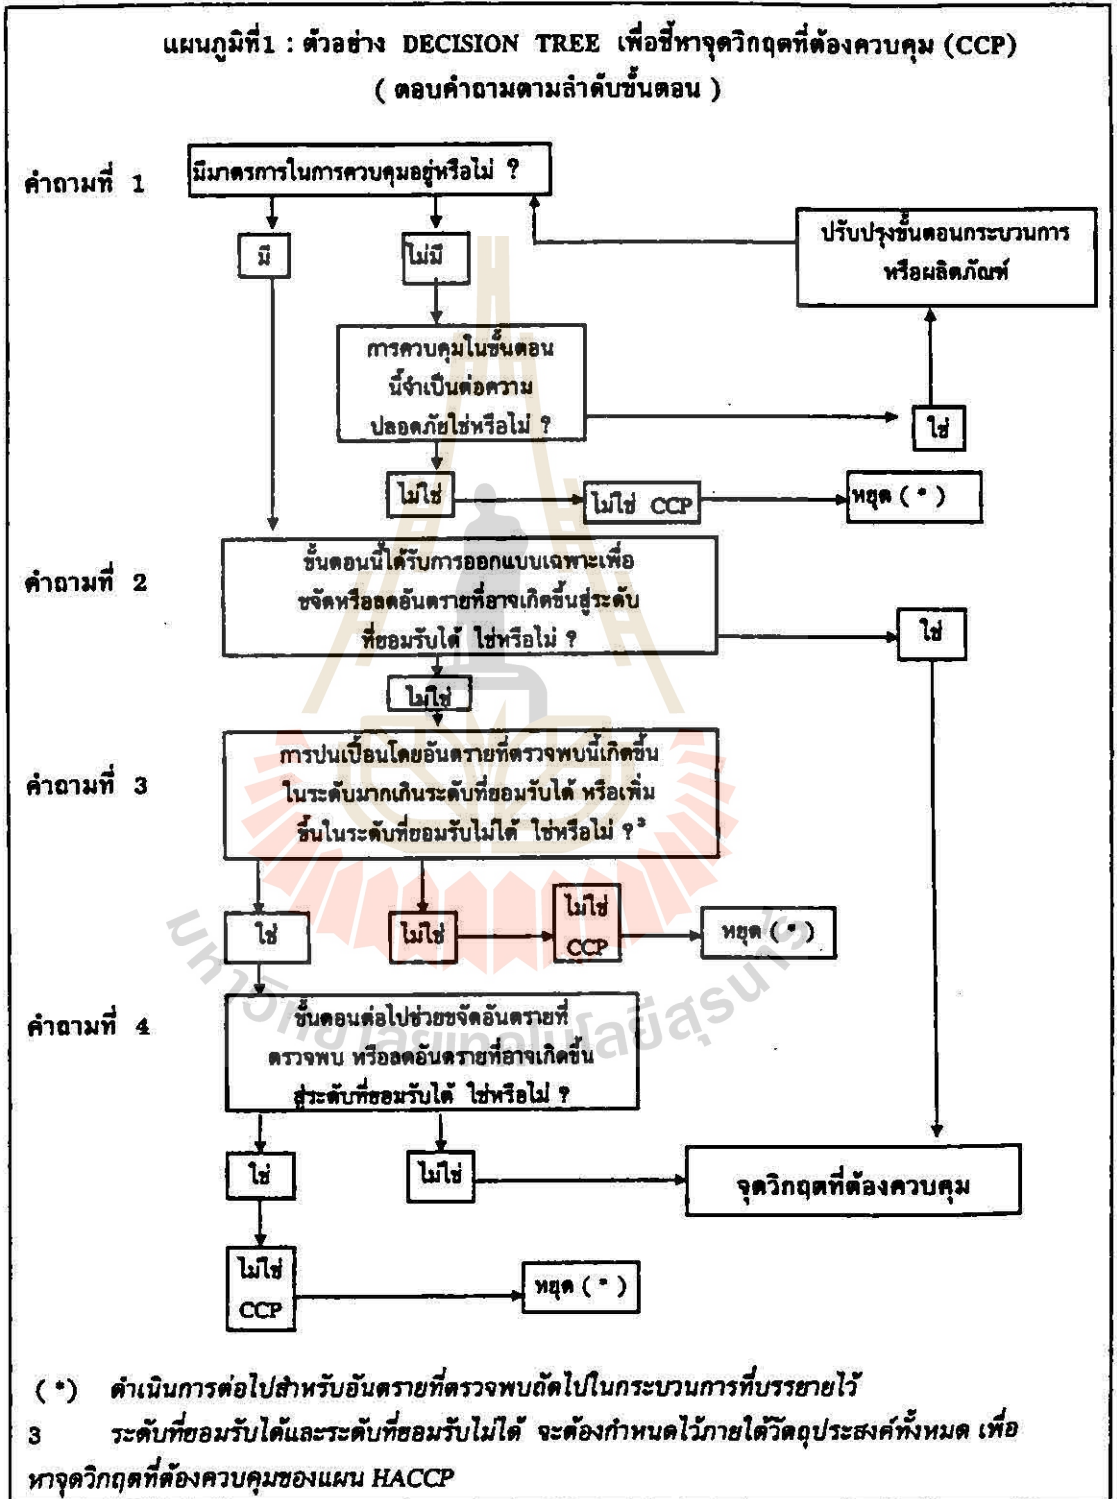 แผนภูมิที่1 : ตัวอย่าง DECISION TREE เพื่อชี้หาจุดวิกฤตที่ต้องควบคุม (CCP)
( ตอบคำถามตามลำดับขั้นตอน )
คำถามที่ 1
มีมาตรการในการควบคุมอยู่หรือไม่ ?
มี
ไม่มี
ปรับปรุงขั้นตอนกระบวนการ
หรือผลิตภัณฑ์
การควบคุมในขั้นตอน
นี้จำเป็นต่อความ
ปลอดภัยใช่หรือไม่ ?
ใช่
ไม่ใช่
ไม่ใช่ CCP
หยุด ( * )
คำถามที่ 2
ขั้นตอนนี้ได้รับการออกแบบเฉพาะเพื่อ
ขจัดหรือลดอันตรายที่อาจเกิดขึ้นสู่ระดับ
ที่ยอมรับได้ ใช่หรือไม่ ?
ใช่
ไม่ใช่
คำถามที่ 3
การปนเปื้อนโดยอันตรายที่ตรวจพบนี้เกิดขึ้น
ในระดับมากเกินระดับที่ยอมรับได้ หรือเพิ่ม
ขึ้นในระดับที่ยอมรับไม่ได้ ใช่หรือไม่ ?³
ใช่
ไม่ใช่
ไม่ใช่
CCP
หยุด ( * )
มหาวิทยาลัยเทคโนโลยีสุรนารี
คำถามที่ 4
ขั้นตอนต่อไปช่วยขจัดอันตรายที่
ตรวจพบ หรือลดอันตรายที่อาจเกิดขึ้น
สู่ระดับที่ยอมรับได้ ใช่หรือไม่ ?
ใช่
ไม่ใช่
จุดวิกฤตที่ต้องควบคุม
ไม่ใช่
CCP
หยุด ( * )
( * ) ดำเนินการต่อไปสำหรับอันตรายที่ตรวจพบถัดไปในกระบวนการที่บรรยายไว้
3 ระดับที่ยอมรับได้และระดับที่ยอมรับไม่ได้ จะต้องกำหนดไว้ภายใต้วัตถุประสงค์ทั้งหมด เพื่อ
หาจุดวิกฤตที่ต้องควบคุมของแผน HACCP